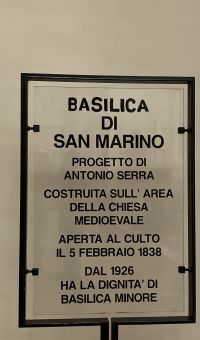 BASILICA
DI
SAN MARINO
PROGETTO DI
ANTONIO SERRA
COSTRUITA SULL' AREA
DELLA CHIESA
MEDIOEVALE
APERTA AL CULTO
IL 5 FEBBRAIO 1838
DAL 1926
HA LA DIGNITA' DI
BASILICA MINORE